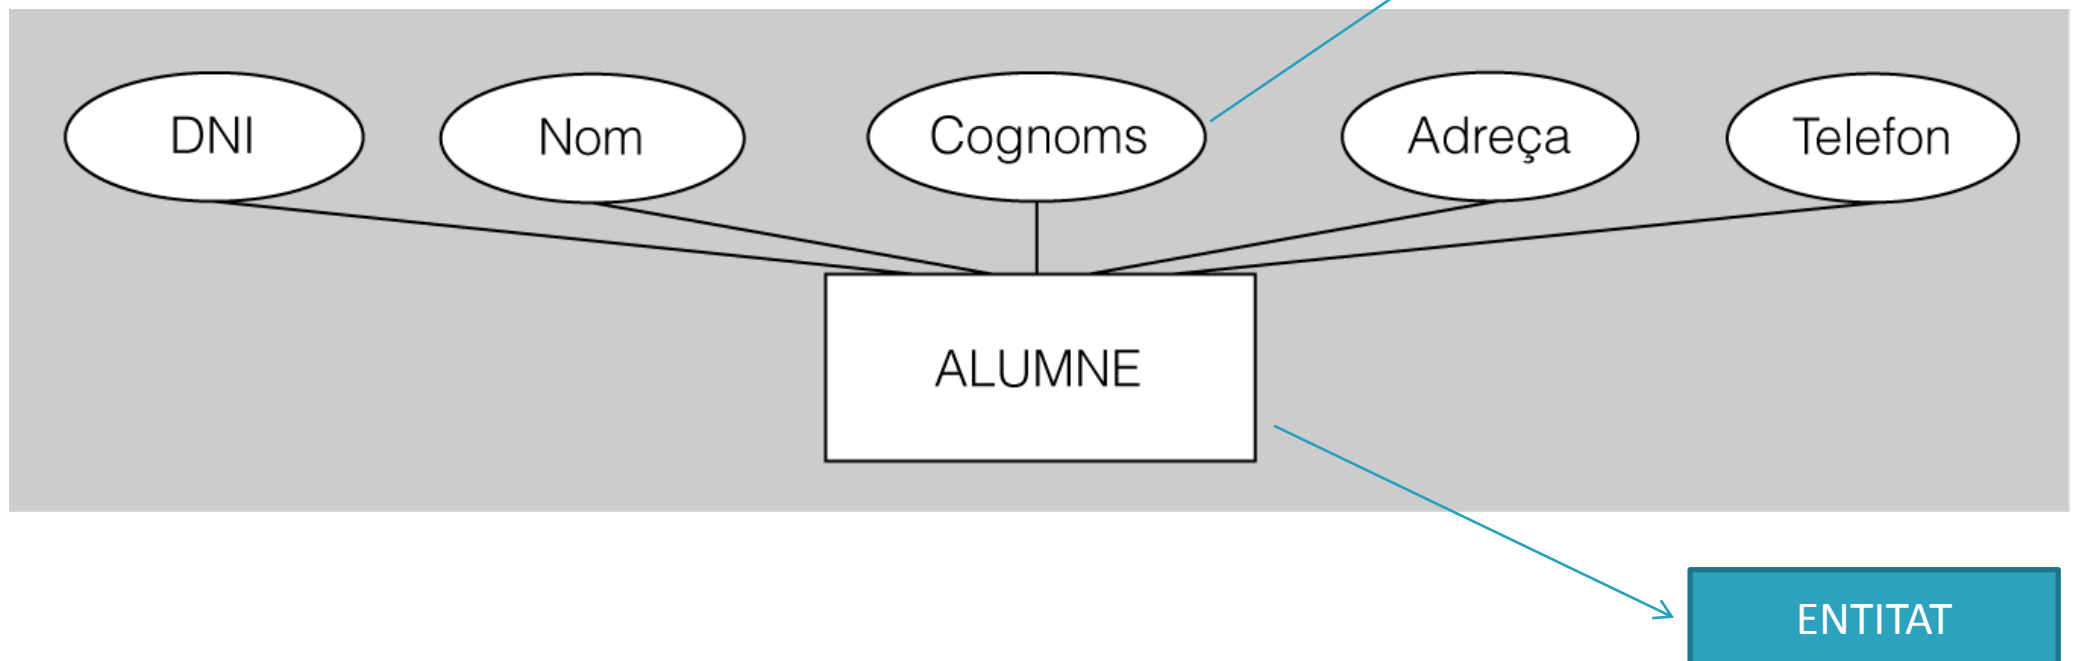 DNI
Nom
Cognoms
Adreça
Telefon
ALUMNE
ENTITAT